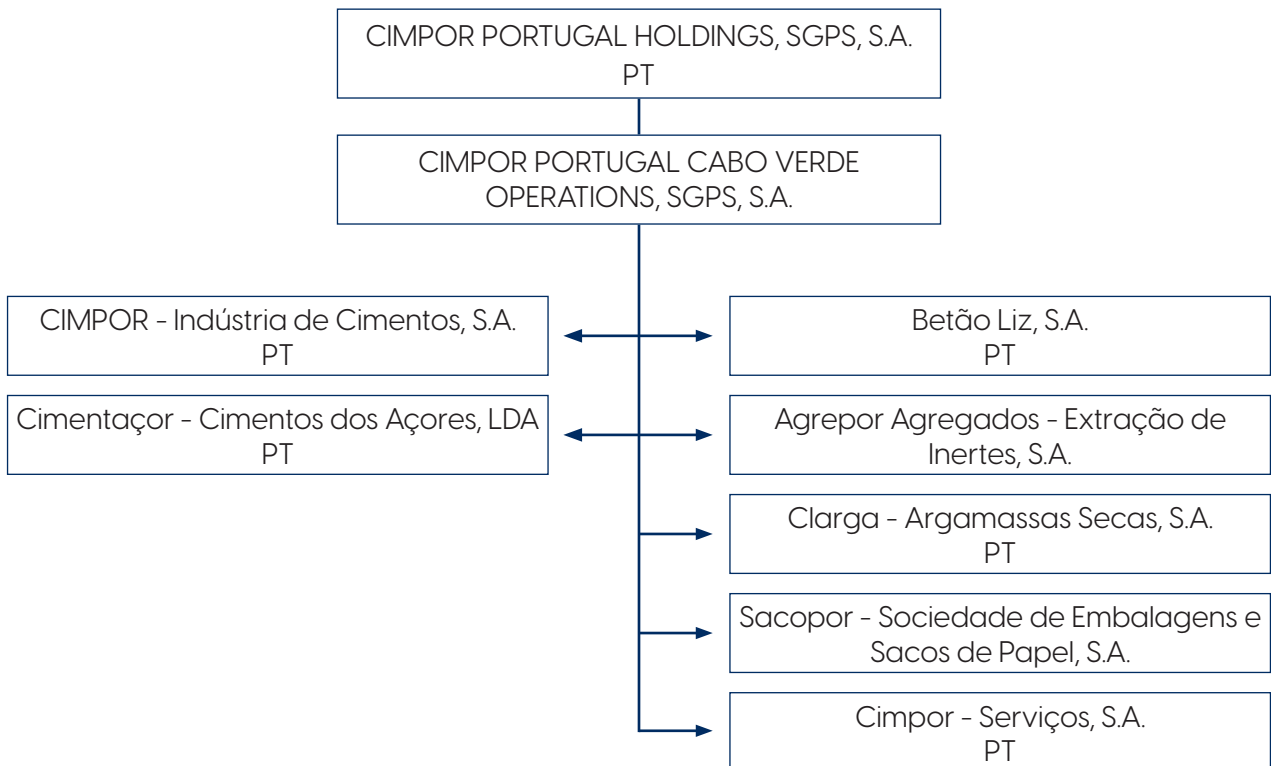 CIMPOR PORTUGAL HOLDINGS, SGPS, S.A.
PT
CIMPOR PORTUGAL CABO VERDE
OPERATIONS, SGPS, S.A.
CIMPOR - Indústria de Cimentos, S.A.
PT
Betão Liz, S.A.
PT
Cimentaçor - Cimentos dos Açores, LDA
PT
Agrepor Agregados - Extração de
Inertes, S.A.
Clarga - Argamassas Secas, S.A.
PT
Sacopor - Sociedade de Embalagens e
Sacos de Papel, S.A.
Cimpor - Serviços, S.A.
PT